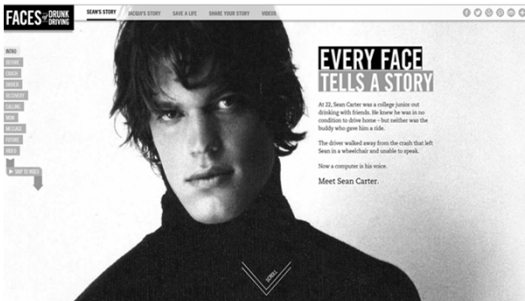 FACES OF DRUNK DRIVING
SEAN'S STORY
JACQUI'S STORY
SAVE A LIFE
SHARE YOUR STORY
VIDEOS
INTRO
BEFORE
CRASH
DRIVER
RECOVERY
CALLING
MOM
MESSAGE
FUTURE
VIDEO
SKIP TO VIDEO
EVERY FACE
TELLS A STORY
At 22, Sean Carter was a college junior out
drinking with friends. He knew he was in no
condition to drive home - but neither was the
buddy who gave him a ride.
The driver walked away from the crash that left
Sean in a wheelchair and unable to speak.
Now a computer is his voice.
Meet Sean Carter.
SCROLL